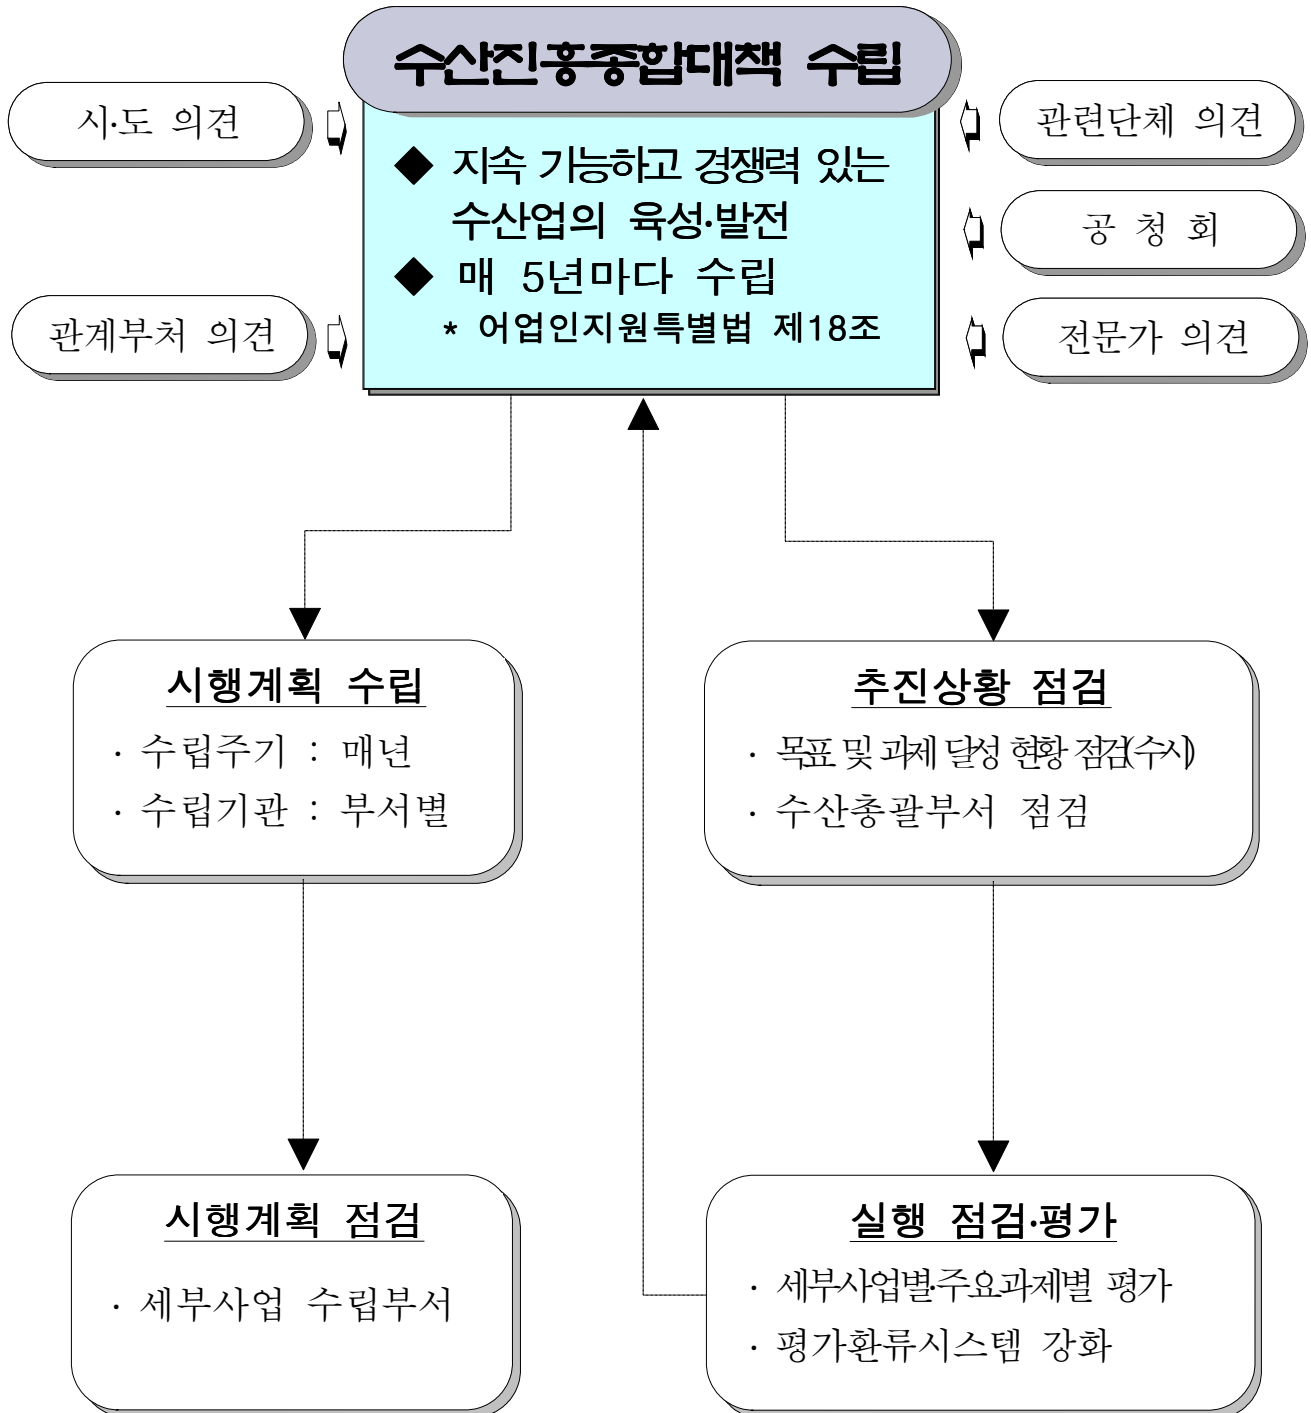 수산진흥종합대책 수립
시·도 의견
관련단체 의견
◆ 지속 가능하고 경쟁력 있는
수산업의 육성·발전
공 청 회
◆ 매 5년마다 수립
* 어업인지원특별법 제18조
관계부처 의견
전문가 의견
시행계획 수립
· 수립주기 : 매년
· 수립기관 : 부서별
추진상황 점검
· 목표 및 과제 달성 현황 점검(수시)
· 수산총괄부서 점검
시행계획 점검
· 세부사업 수립부서
실행 점검·평가
· 세부사업별·주요과제별 평가
· 평가환류시스템 강화